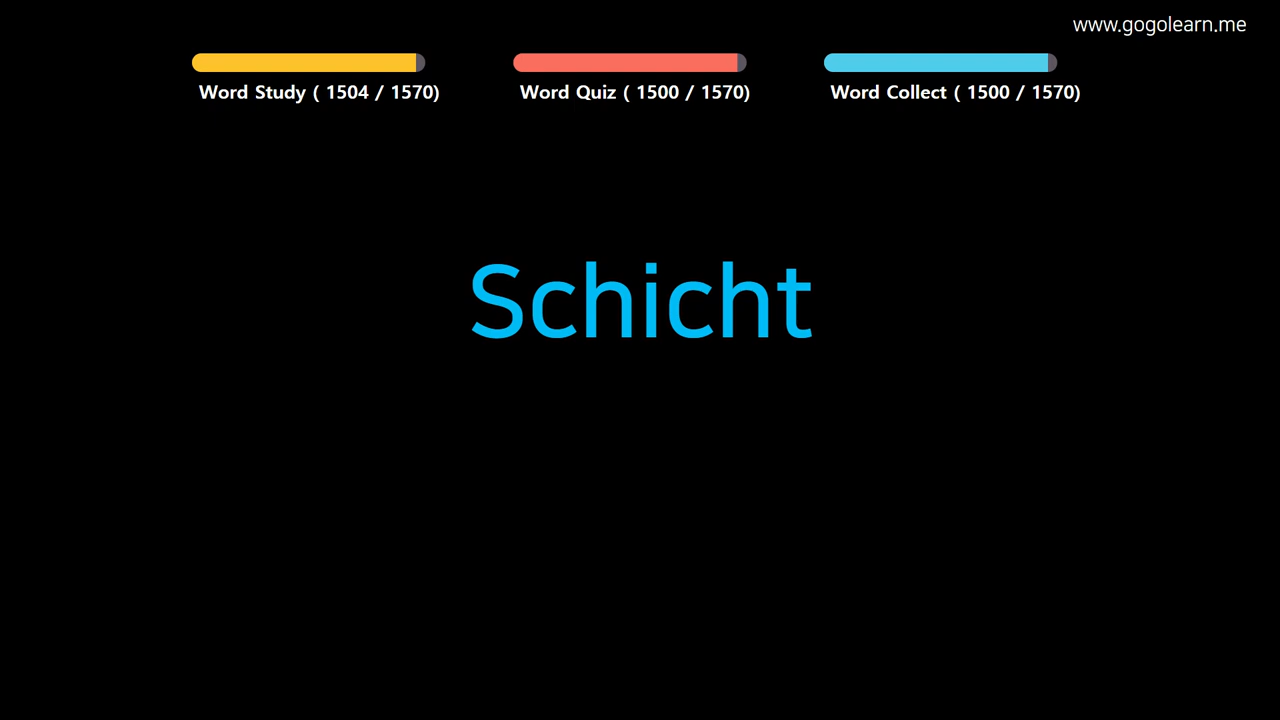 www.gogolearn.me
Word Study ( 1504 / 1570)
Word Quiz ( 1500 / 1570)
Word Collect ( 1500 / 1570)
Schicht